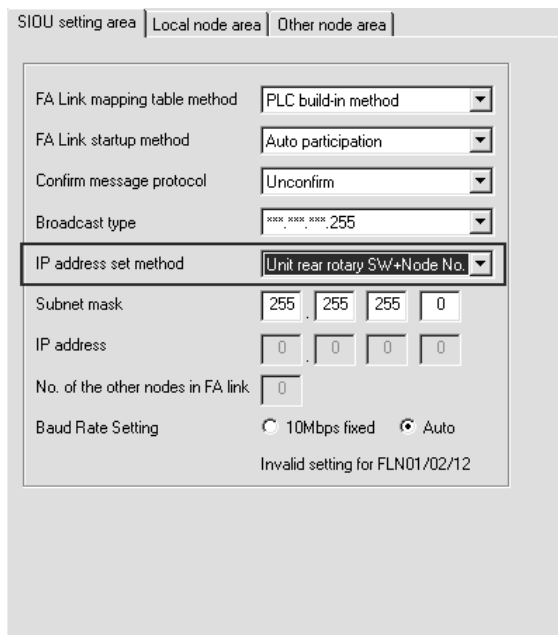 SIOU setting area Local node area Other node area
FA Link mapping table method PLC build-in method
FA Link startup method Auto participation
Confirm message protocol Unconfirm
Broadcast type ***.***.***.255
IP address set method Unit rear rotary SW+Node No.
Subnet mask 255 . 255 255 0
IP address 0 . 0 0 0
No. of the other nodes in FA link 0
Baud Rate Setting 10Mbps fixed Auto
Invalid setting for FLN01/02/12